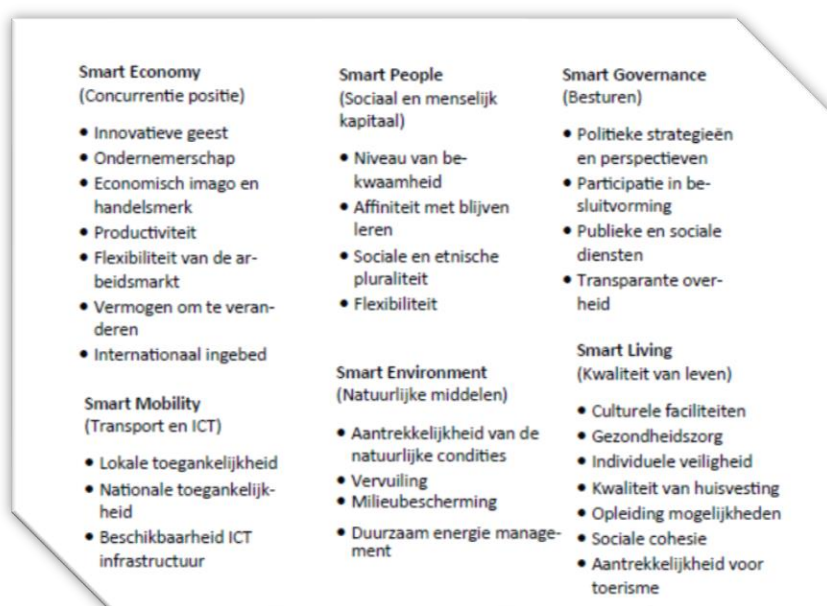 Smart Economy
(Concurrentie positie)
• Innovatieve geest
• Ondernemerschap
• Economisch imago en
handelsmerk
• Productiviteit
• Flexibiliteit van de ar-
beidsmarkt
• Vermogen om te veran-
deren
• Internationaal ingebed
Smart People
(Sociaal en menselijk
kapitaal)
• Niveau van be-
kwaamheid
• Affiniteit met blijven
leren
• Sociale en etnische
pluraliteit
• Flexibiliteit
Smart Governance
(Besturen)
• Politieke strategieën
en perspectieven
• Participatie in be-
sluitvorming
• Publieke en sociale
diensten
• Transparante over-
heid
Smart Mobility
(Transport en ICT)
• Lokale toegankelijkheid
• Nationale toegankelijk-
heid
• Beschikbaarheid ICT
infrastructuur
Smart Environment
(Natuurlijke middelen)
• Aantrekkelijkheid van de
natuurlijke condities
• Vervuiling
• Milieubescherming
• Duurzaam energie manage-
ment
Smart Living
(Kwaliteit van leven)
• Culturele faciliteiten
• Gezondheidszorg
• Individuele veiligheid
• Kwaliteit van huisvesting
• Opleiding mogelijkheden
• Sociale cohesie
• Aantrekkelijkheid voor
toerisme